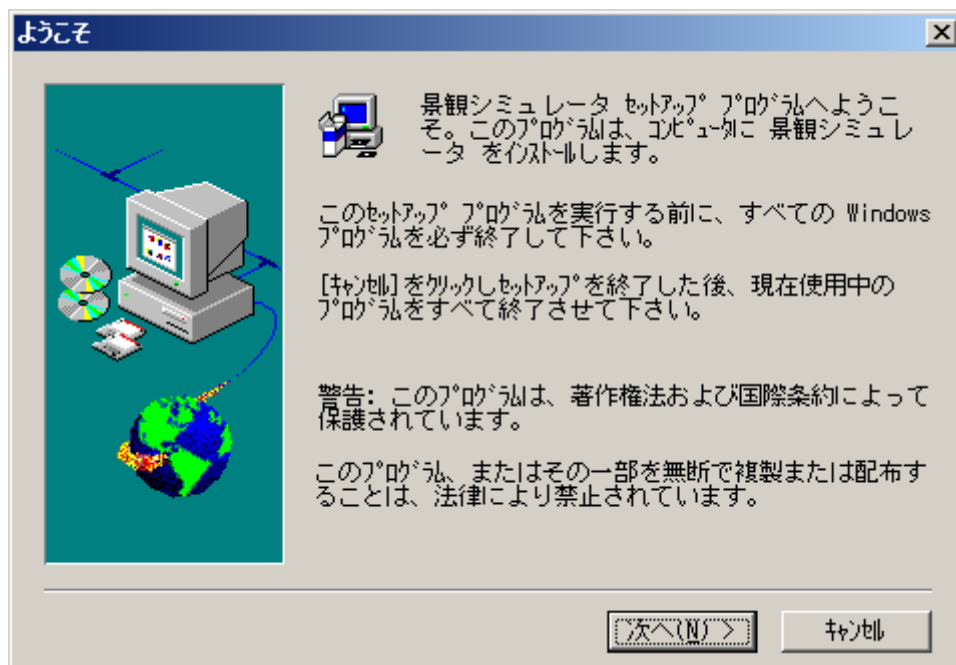 ようこそ
景観シミュレータ ｾｯﾄｱｯﾌﾟ ﾌﾟﾛｸﾞﾗﾑへようこ
そ。このﾌﾟﾛｸﾞﾗﾑは、ｺﾝﾋﾟｭｰﾀに 景観シミュレ
ータ をｲﾝｽﾄｰﾙします。
このｾｯﾄｱｯﾌﾟ ﾌﾟﾛｸﾞﾗﾑを実行する前に、すべての Windows
ﾌﾟﾛｸﾞﾗﾑを必ず終了して下さい。
[ｷｬﾝｾﾙ]をｸﾘｯｸしｾｯﾄｱｯﾌﾟを終了した後、現在使用中の
ﾌﾟﾛｸﾞﾗﾑをすべて終了させて下さい。
警告: このﾌﾟﾛｸﾞﾗﾑは、著作権法および国際条約によって
保護されています。
このﾌﾟﾛｸﾞﾗﾑ、またはその一部を無断で複製または配布す
ることは、法律により禁止されています。
次へ(N) >
ｷｬﾝｾﾙ